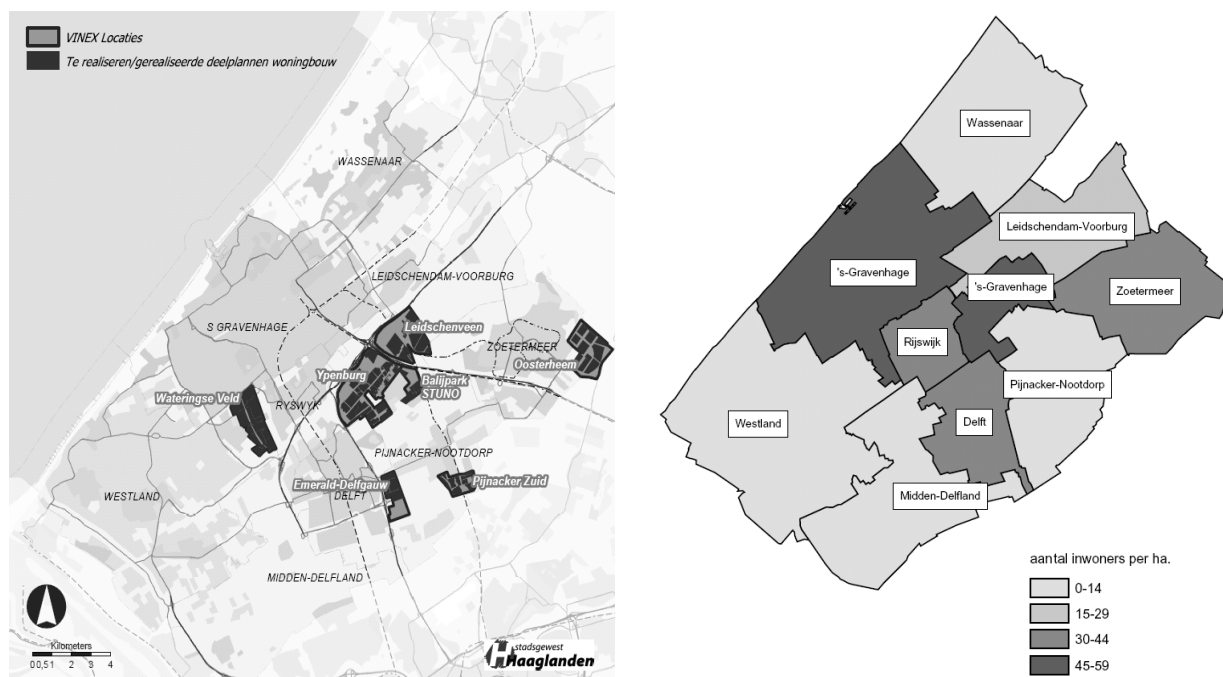 VINEX Locaties
Te realiseren/gerealiseerde deelplannen woningbouw
WASSENAAR
LEIDSCHENDAM-VOORBURG
S GRAVENHAGE
Leidschenveen
ZOETERMEER
Oosterheem
Ypenburg
Balijpark
STUNO
Wateringse Veld
RYSWYK
PIJNACKER-NOOTDORP
Emerald-Delfgauw
DELFT
Pijnacker Zuid
WESTLAND
MIDDEN-DELFLAND
Kilometers
0 0,5 1 2 3 4
stadsgewest
Haaglanden
Wassenaar
Leidschendam-Voorburg
's-Gravenhage
's-Gravenhage
Zoetermeer
Rijswijk
Pijnacker-Nootdorp
Westland
Delft
Midden-Delfland
aantal inwoners per ha.
0-14
15-29
30-44
45-59